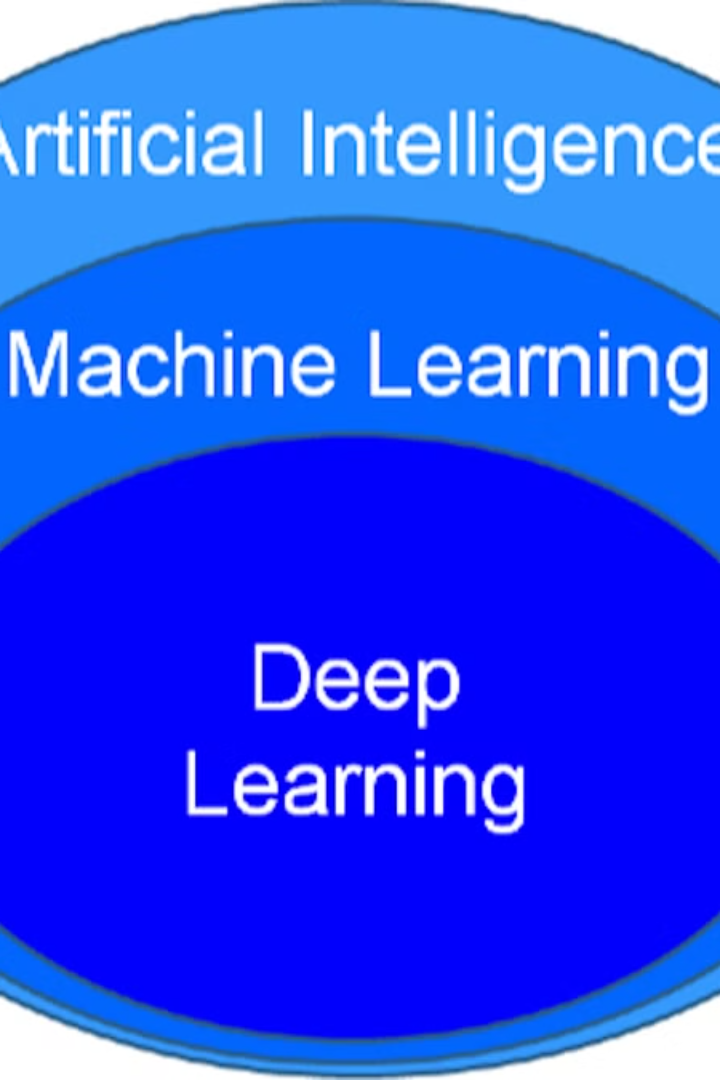 Artificial Intelligence
Machine Learning
Deep
Learning